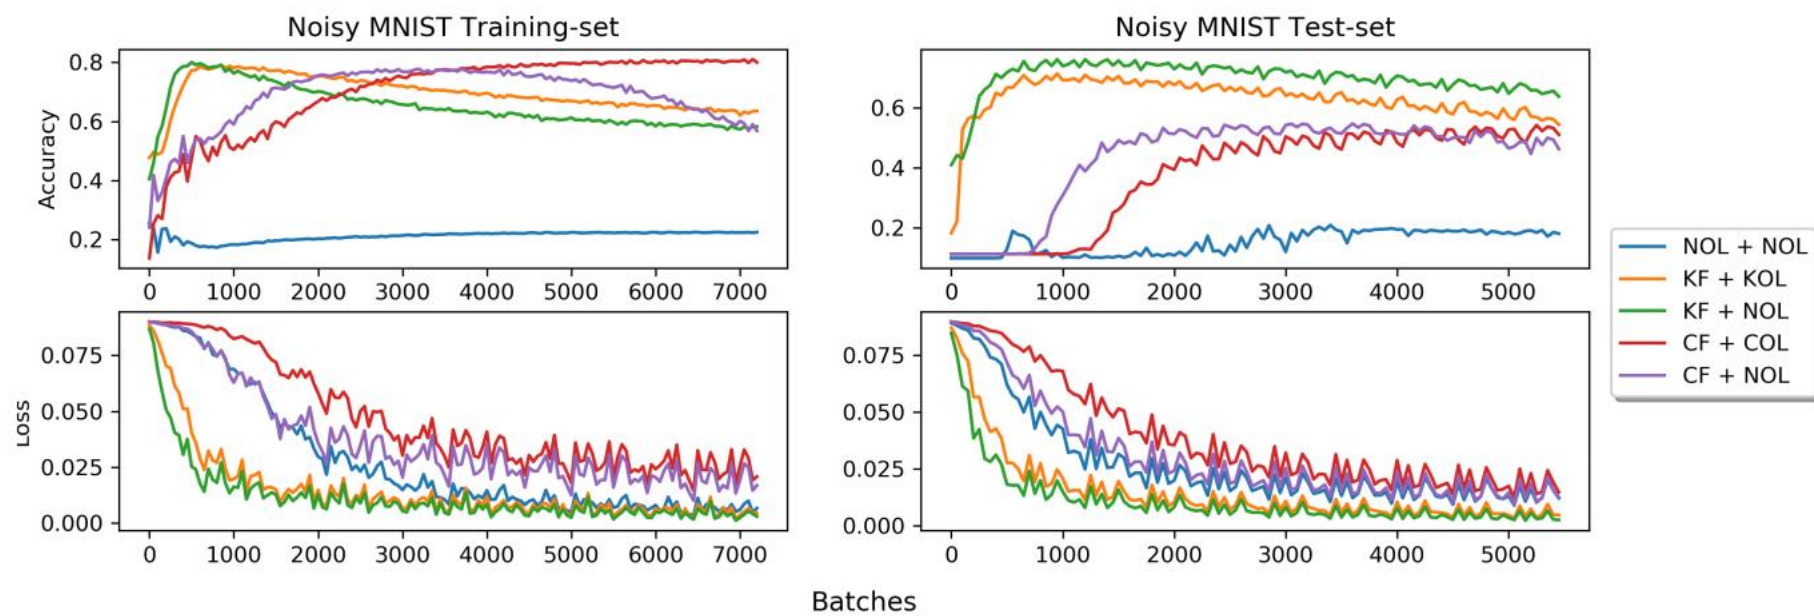 Noisy MNIST Training-set
Noisy MNIST Test-set
Accuracy
0.8
0.6
0.4
0.2
0 1000 2000 3000 4000 5000 6000 7000
0.6
0.4
0.2
0 1000 2000 3000 4000 5000
Loss
0.075
0.050
0.025
0.000
0 1000 2000 3000 4000 5000 6000 7000
0.075
0.050
0.025
0.000
0 1000 2000 3000 4000 5000
NOL + NOL
KF + KOL
KF + NOL
CF + COL
CF + NOL
Batches